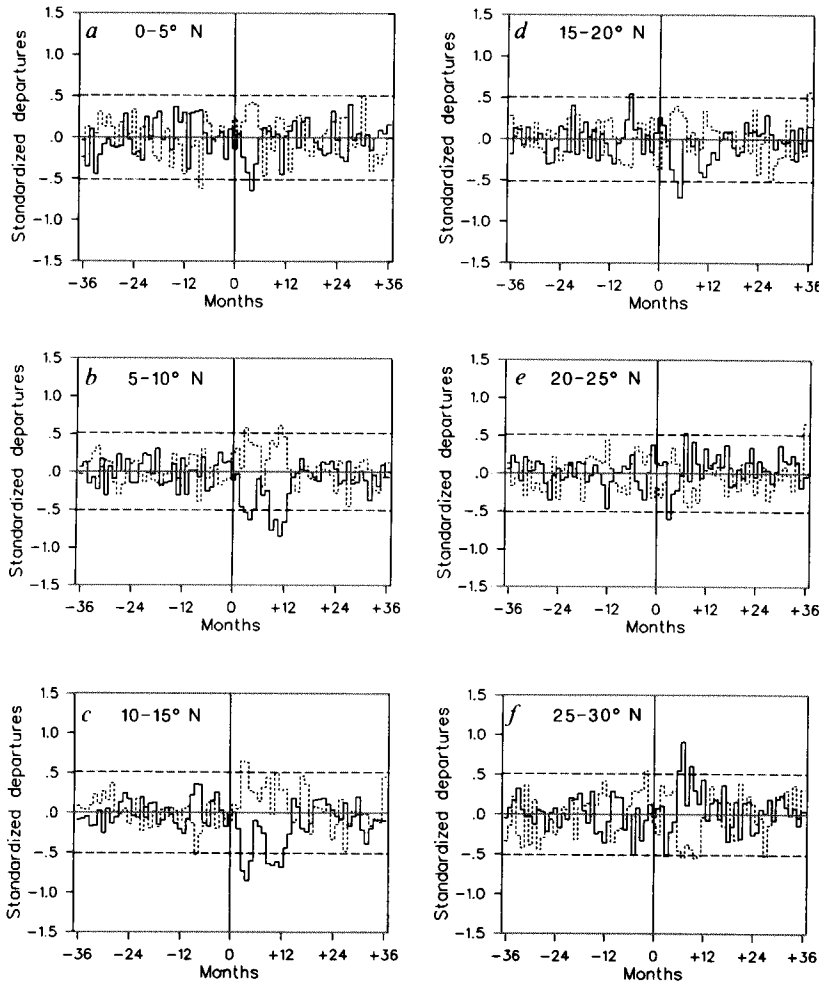 a 0–5° N
Standardized departures
1.5
1.0
.5
.0
-.5
-1.0
-1.5
-36 -24 -12 0 +12 +24 +36
Months
b 5–10° N
Standardized departures
1.5
1.0
.5
.0
-.5
-1.0
-1.5
-36 -24 -12 0 +12 +24 +36
Months
c 10–15° N
Standardized departures
1.5
1.0
.5
.0
-.5
-1.0
-1.5
-36 -24 -12 0 +12 +24 +36
Months
d 15–20° N
Standardized departures
1.5
1.0
.5
.0
-.5
-1.0
-1.5
-36 -24 -12 0 +12 +24 +36
Months
e 20–25° N
Standardized departures
1.5
1.0
.5
.0
-.5
-1.0
-1.5
-36 -24 -12 0 +12 +24 +36
Months
f 25–30° N
Standardized departures
1.5
1.0
.5
.0
-.5
-1.0
-1.5
-36 -24 -12 0 +12 +24 +36
Months